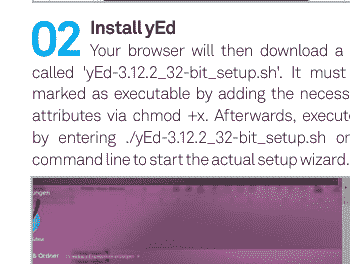 02 Install yEd
Your browser will then download a
called 'yEd-3.12.2_32-bit_setup.sh'. It must
marked as executable by adding the necess
attributes via chmod +x. Afterwards, execut
by entering ./yEd-3.12.2_32-bit_setup.sh on
command line to start the actual setup wizard.
& Ordner